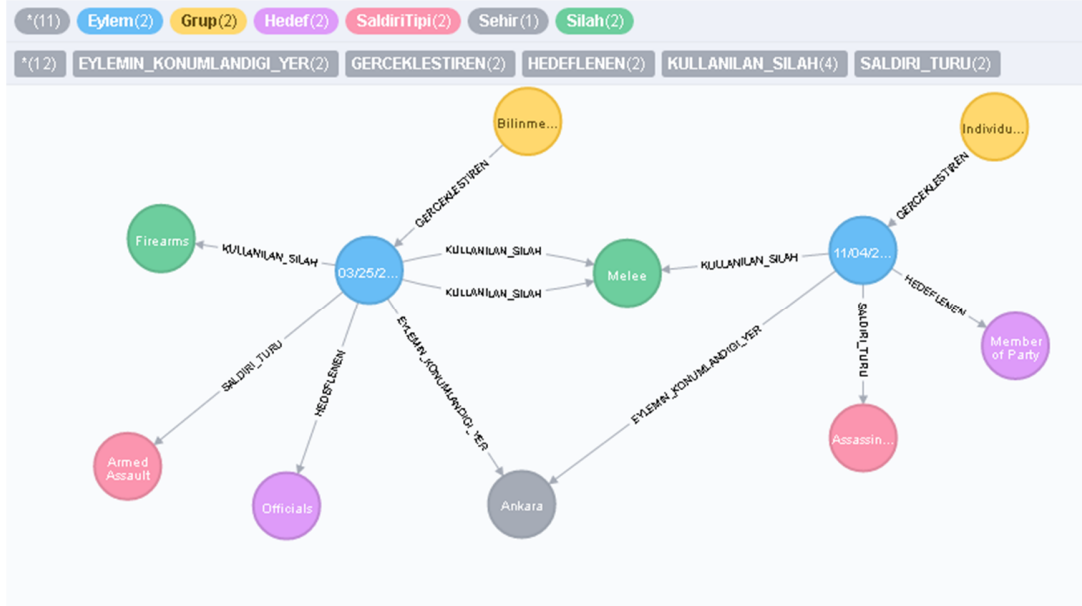 *(11) Eylem(2) Grup(2) Hedef(2) SaldiriTipi(2) Sehir(1) Silah(2)
*(12) EYLEMIN_KONUMLANDIGI_YER(2) GERCEKLESTIREN(2) HEDEFLENEN(2) KULLANILAN_SILAH(4) SALDIRI_TURU(2)
Bilinme...
Individu...
GERCEKLESTIREN
GERCEKLESTIREN
Firearms
KULLANILAN_SILAH
03/25/2...
KULLANILAN_SILAH
KULLANILAN_SILAH
Melee
KULLANILAN_SILAH
11/04/2...
HEDEFLENEN
Member
of Party
SALDIRI_TURU
HEDEFLENEN
EYLEMIN_KONUMLANDIGI_YER
EYLEMIN_KONUMLANDIGI_YER
SALDIRI_TURU
Assassin...
Armed
Assault
Officials
Ankara